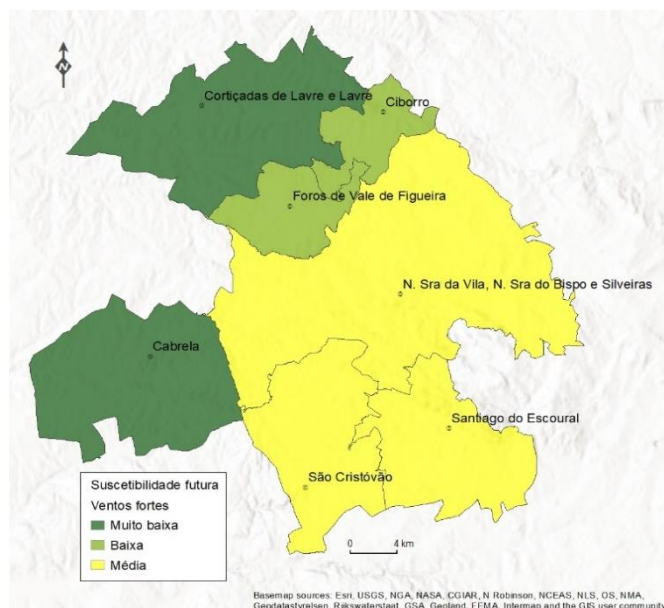 N
Cortiçadas de Lavre e Lavre
Ciborro
Foros de Vale de Figueira
N. Sra da Vila, N. Sra do Bispo e Silveiras
Cabrela
Santiago do Escoural
São Cristóvão
Suscetibilidade futura
Ventos fortes
Muito baixa
Baixa
Média
0 4 km
Basemap sources: Esri, USGS, NGA, NASA, CGIAR, N Robinson, NCEAS, NLS, OS, NMA,
Geodatastyrelsen, Rijkswaterstaat, GSA, Geoland, FEMA, Intermap and the GIS user community